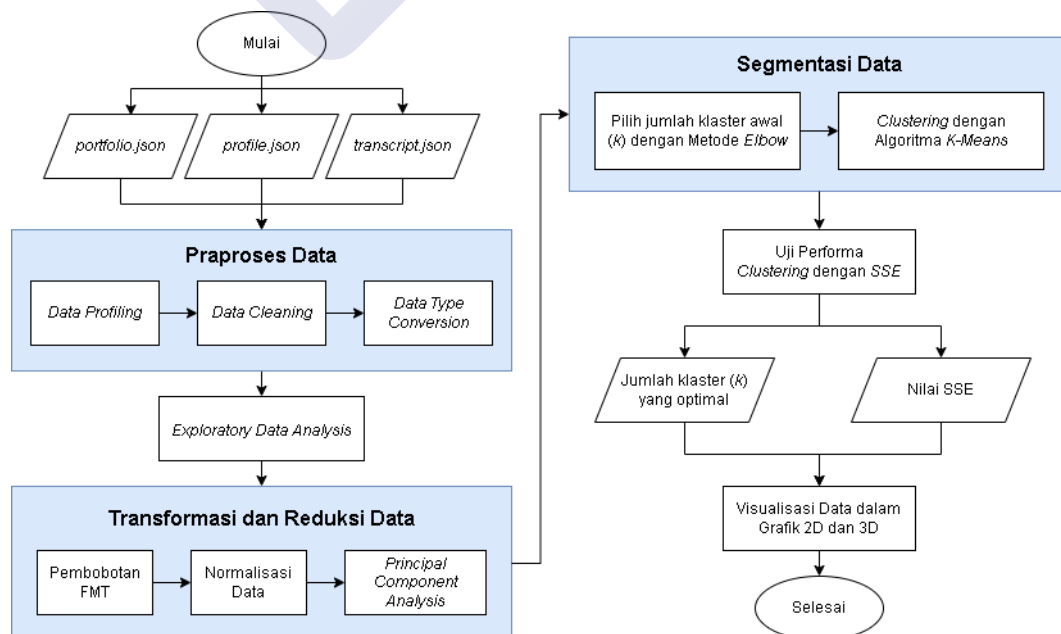 Mulai
portfolio.json
profile.json
transcript.json
Praproses Data
Data Profiling
Data Cleaning
Data Type
Conversion
Exploratory Data Analysis
Transformasi dan Reduksi Data
Pembobotan
FMT
Normalisasi
Data
Principal
Component
Analysis
Segmentasi Data
Pilih jumlah klaster awal
(k) dengan Metode Elbow
Clustering dengan
Algoritma K-Means
Uji Performa
Clustering dengan SSE
Jumlah klaster (k)
yang optimal
Nilai SSE
Visualisasi Data dalam
Grafik 2D dan 3D
Selesai